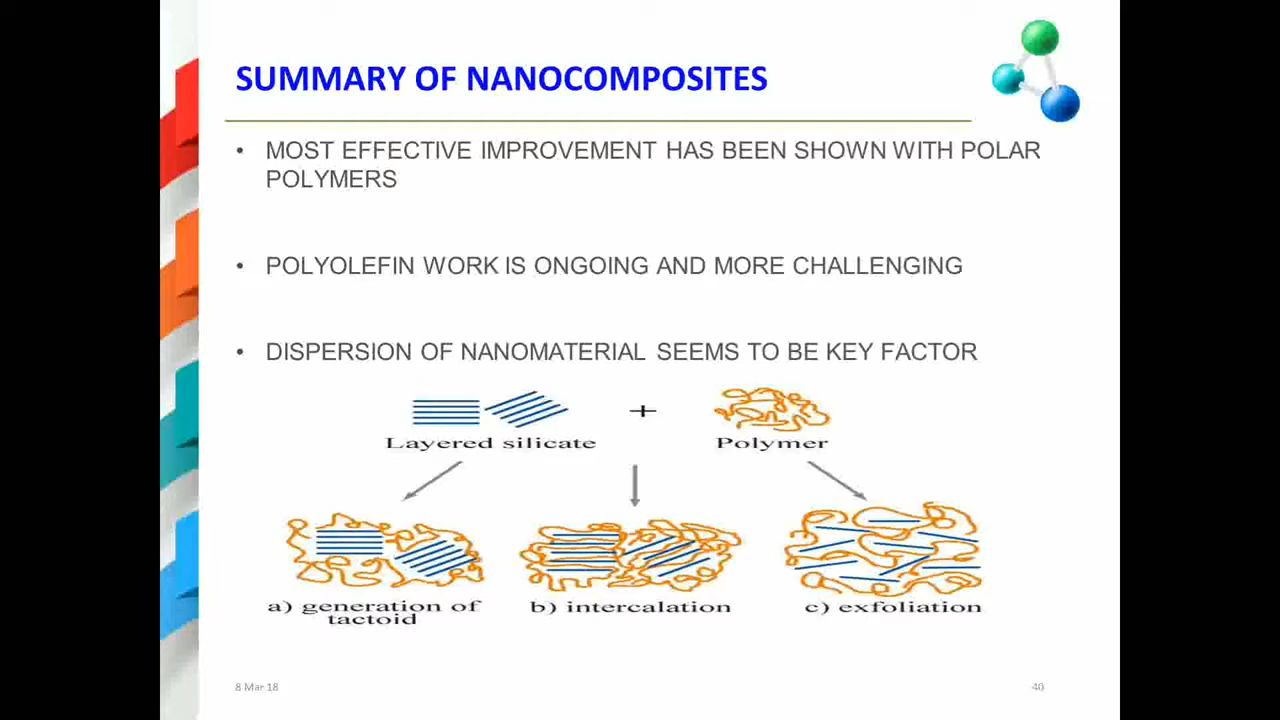 SUMMARY OF NANOCOMPOSITES
• MOST EFFECTIVE IMPROVEMENT HAS BEEN SHOWN WITH POLAR
POLYMERS
• POLYOLEFIN WORK IS ONGOING AND MORE CHALLENGING
• DISPERSION OF NANOMATERIAL SEEMS TO BE KEY FACTOR
+
Layered silicate
Polymer
a) generation of
tactoid
b) intercalation
c) exfoliation
8 Mar 18
40